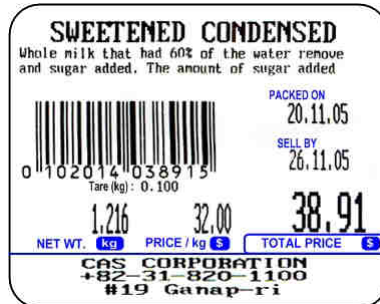 SWEETENED CONDENSED
Whole milk that had 60% of the water remove
and sugar added. The amount of sugar added
PACKED ON
20.11.05
SELL BY
26.11.05
0 102014 038915
Tare (kg): 0.100
1.216 32.00 38.91
NET WT. kg PRICE / kg $ TOTAL PRICE $
CAS CORPORATION
+82-31-820-1100
#19 Ganap-ri